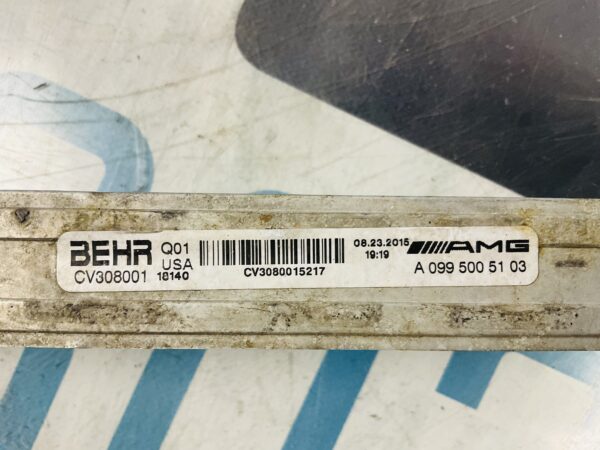 BEHR Q01 08.23.2015 AMG
USA 19:19
CV308001 18140 CV3080015217 A 099 500 51 03